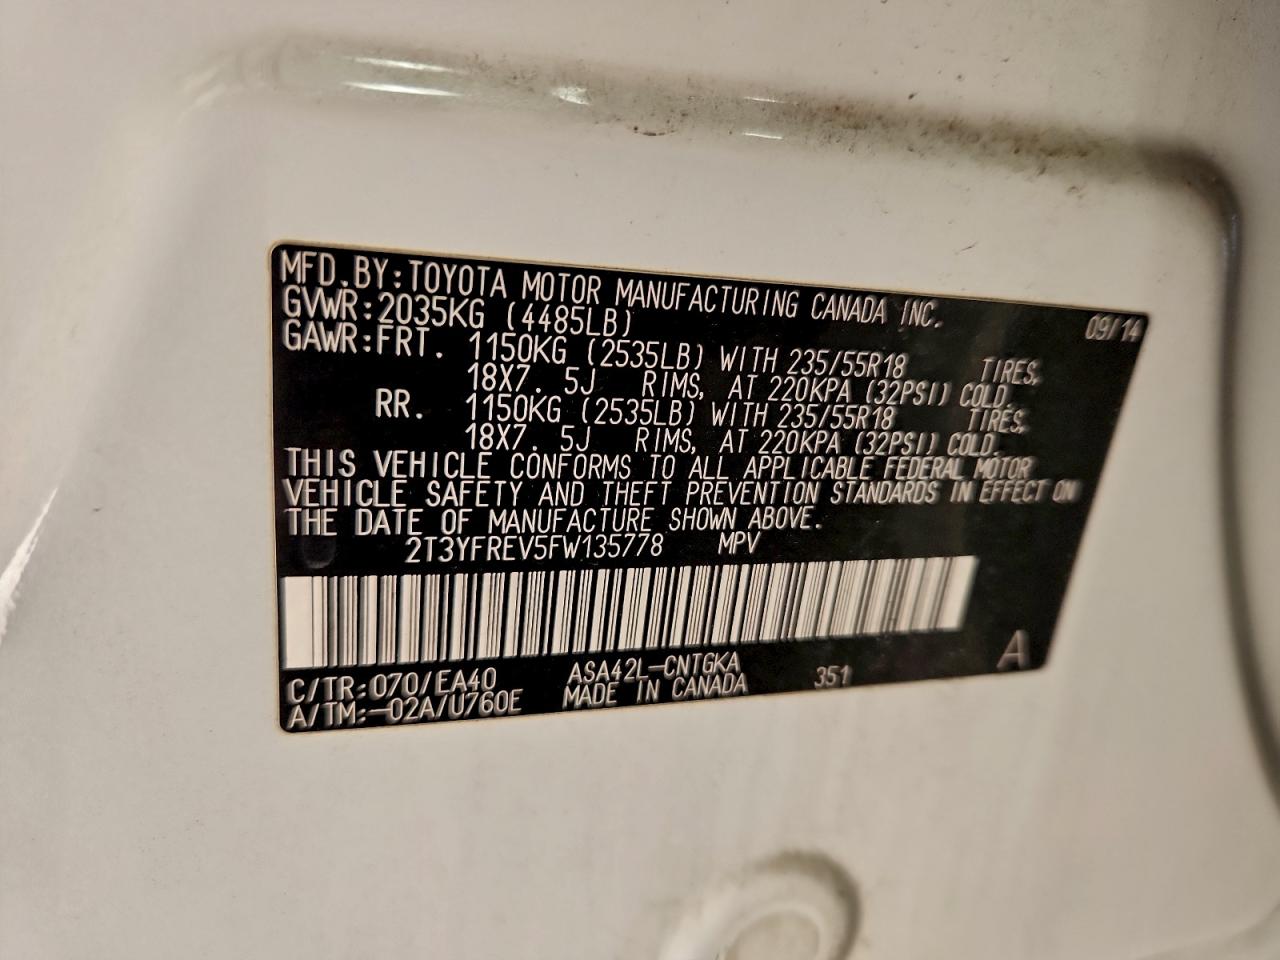 MFD.BY:TOYOTA MOTOR MANUFACTURING CANADA INC. 09/14
GVWR:2035KG (4485LB)
GAWR:FRT. 1150KG (2535LB) WITH 235/55R18 TIRES,
18X7. 5J RIMS, AT 220KPA (32PSI) COLD.
RR. 1150KG (2535LB) WITH 235/55R18 TIRES,
18X7. 5J RIMS, AT 220KPA (32PSI) COLD.
THIS VEHICLE CONFORMS TO ALL APPLICABLE FEDERAL MOTOR
VEHICLE SAFETY AND THEFT PREVENTION STANDARDS IN EFFECT ON
THE DATE OF MANUFACTURE SHOWN ABOVE.
2T3YFREV5FW135778 MPV
A
C/TR:070/EA40 ASA42L-CNTGKA
A/TM:-02A/U760E MADE IN CANADA 351